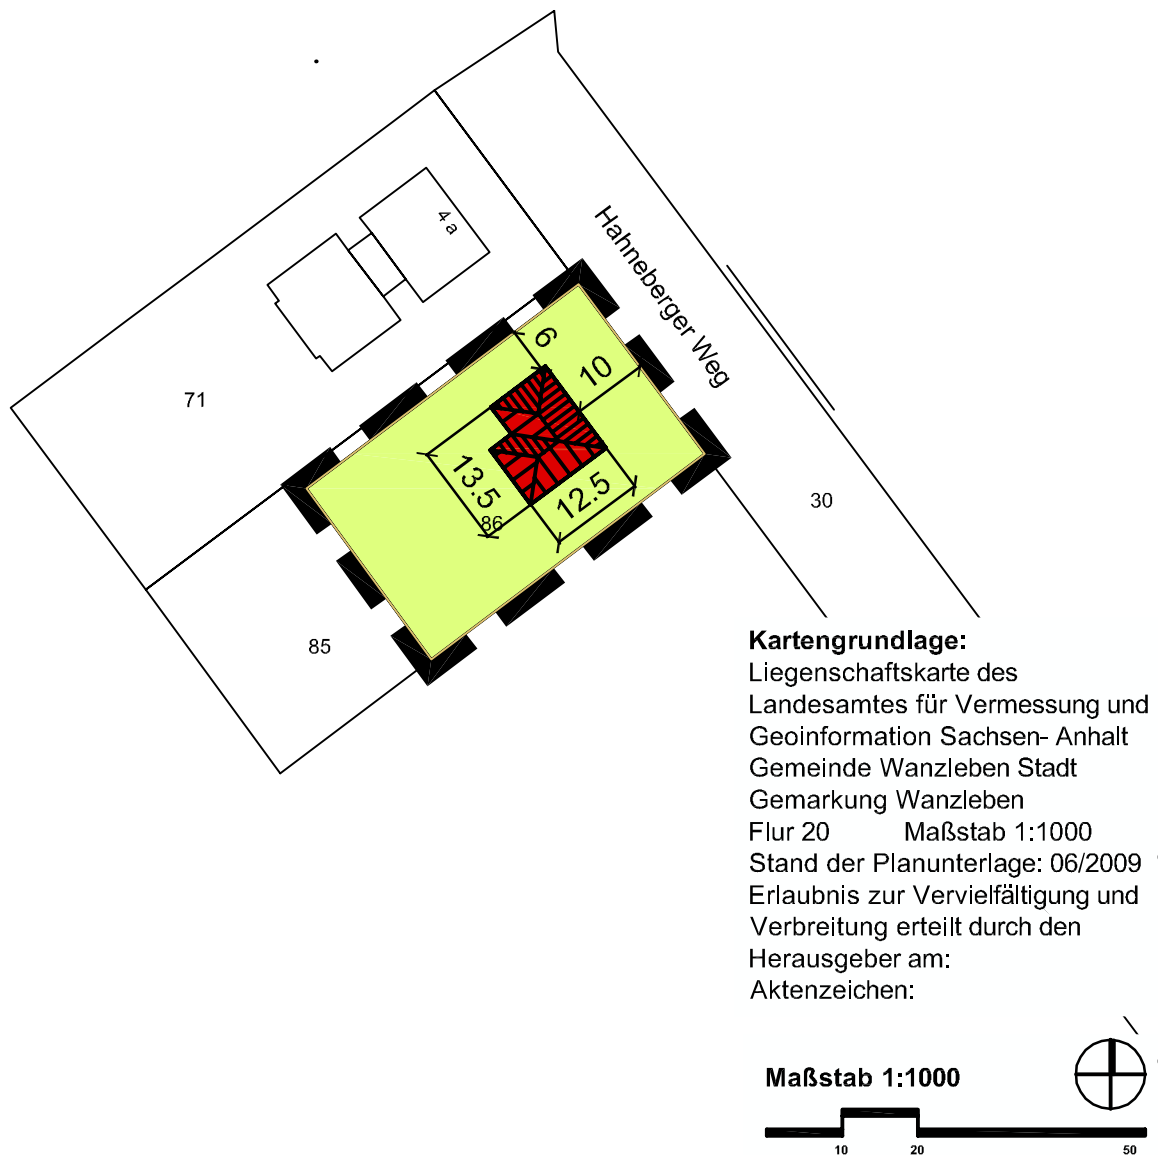 4 a
Hahneberger Weg
6
10
71
13.5
12.5
86
30
85
Kartengrundlage:
Liegenschaftskarte des
Landesamtes für Vermessung und
Geoinformation Sachsen- Anhalt
Gemeinde Wanzleben Stadt
Gemarkung Wanzleben
Flur 20 Maßstab 1:1000
Stand der Planunterlage: 06/2009
Erlaubnis zur Vervielfältigung und
Verbreitung erteilt durch den
Herausgeber am:
Aktenzeichen:
Maßstab 1:1000
10 20 50